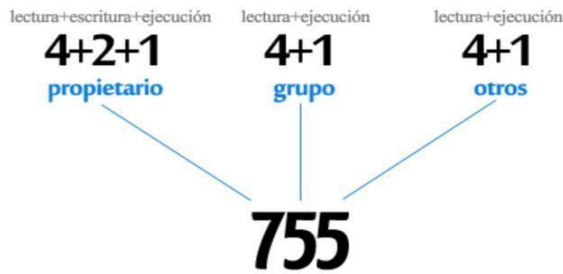 lectura+escritura+ejecución lectura+ejecución lectura+ejecución
4+2+1 4+1 4+1
propietario grupo otros
755